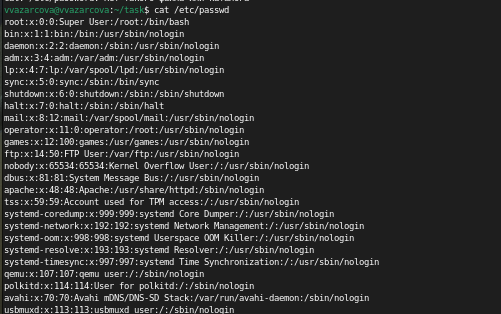 vvazarcova@vvazarcova:~/task$ cat /etc/passwd
root:x:0:0:Super User:/root:/bin/bash
bin:x:1:1:bin:/bin:/usr/sbin/nologin
daemon:x:2:2:daemon:/sbin:/usr/sbin/nologin
adm:x:3:4:adm:/var/adm:/usr/sbin/nologin
lp:x:4:7:lp:/var/spool/lpd:/usr/sbin/nologin
sync:x:5:0:sync:/sbin:/bin/sync
shutdown:x:6:0:shutdown:/sbin:/sbin/shutdown
halt:x:7:0:halt:/sbin:/sbin/halt
mail:x:8:12:mail:/var/spool/mail:/usr/sbin/nologin
operator:x:11:0:operator:/root:/usr/sbin/nologin
games:x:12:100:games:/usr/games:/usr/sbin/nologin
ftp:x:14:50:FTP User:/var/ftp:/usr/sbin/nologin
nobody:x:65534:65534:Kernel Overflow User:/:/usr/sbin/nologin
dbus:x:81:81:System Message Bus:/:/usr/sbin/nologin
apache:x:48:48:Apache:/usr/share/httpd:/sbin/nologin
tss:x:59:59:Account used for TPM access:/:/usr/sbin/nologin
systemd-coredump:x:999:999:systemd Core Dumper:/:/usr/sbin/nologin
systemd-network:x:192:192:systemd Network Management:/:/usr/sbin/nologin
systemd-oom:x:998:998:systemd Userspace OOM Killer:/:/usr/sbin/nologin
systemd-resolve:x:193:193:systemd Resolver:/:/usr/sbin/nologin
systemd-timesync:x:997:997:systemd Time Synchronization:/:/usr/sbin/nologin
qemu:x:107:107:qemu user:/:/sbin/nologin
polkitd:x:114:114:User for polkitd:/:/sbin/nologin
avahi:x:70:70:Avahi mDNS/DNS-SD Stack:/var/run/avahi-daemon:/sbin/nologin
usbmuxd:x:113:113:usbmuxd user:/:/sbin/nologin